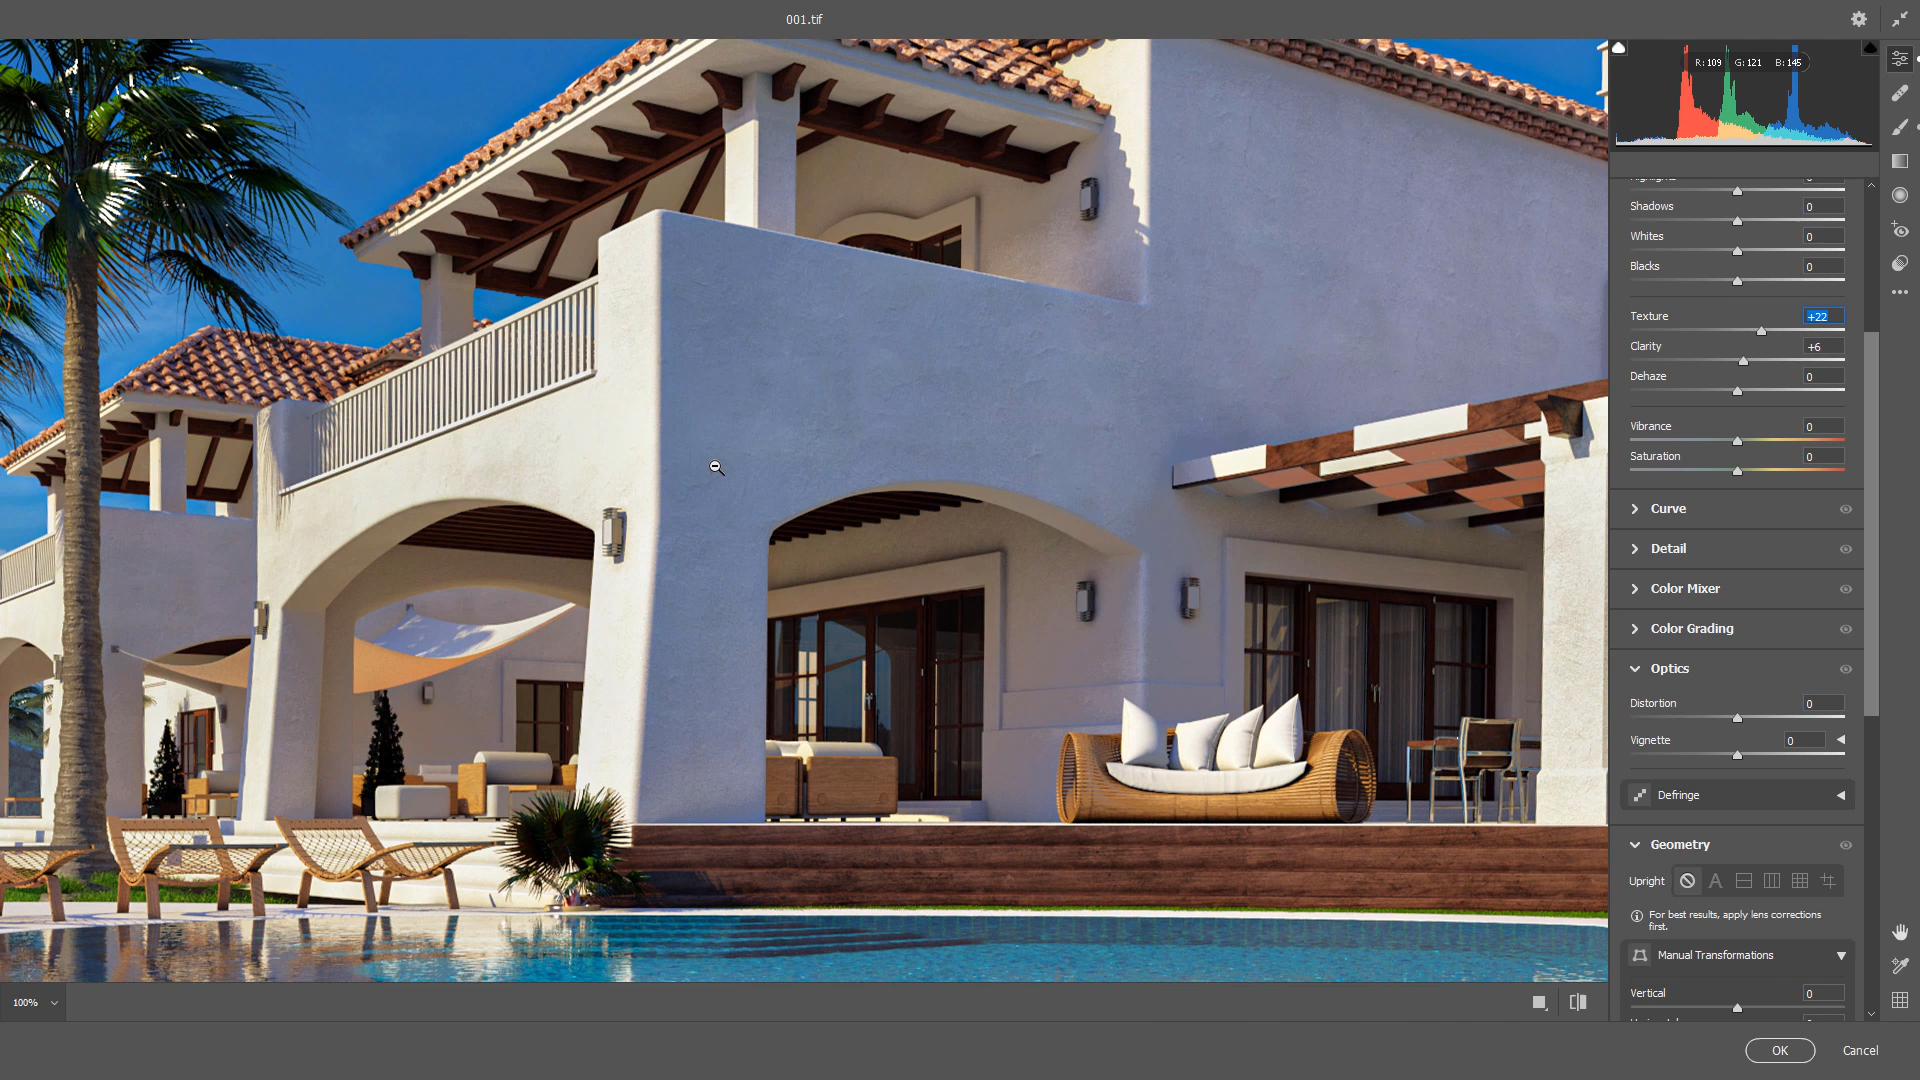 001.tif
R: 109 G: 121 B: 145
Shadows 0
Whites 0
Blacks 0
Texture +22
Clarity +6
Dehaze 0
Vibrance 0
Saturation 0
Curve
Detail
Color Mixer
Color Grading
Optics
Distortion 0
Vignette 0
Defringe
Geometry
Upright A
For best results, apply lens corrections
first.
Manual Transformations
Vertical 0
100%
OK Cancel